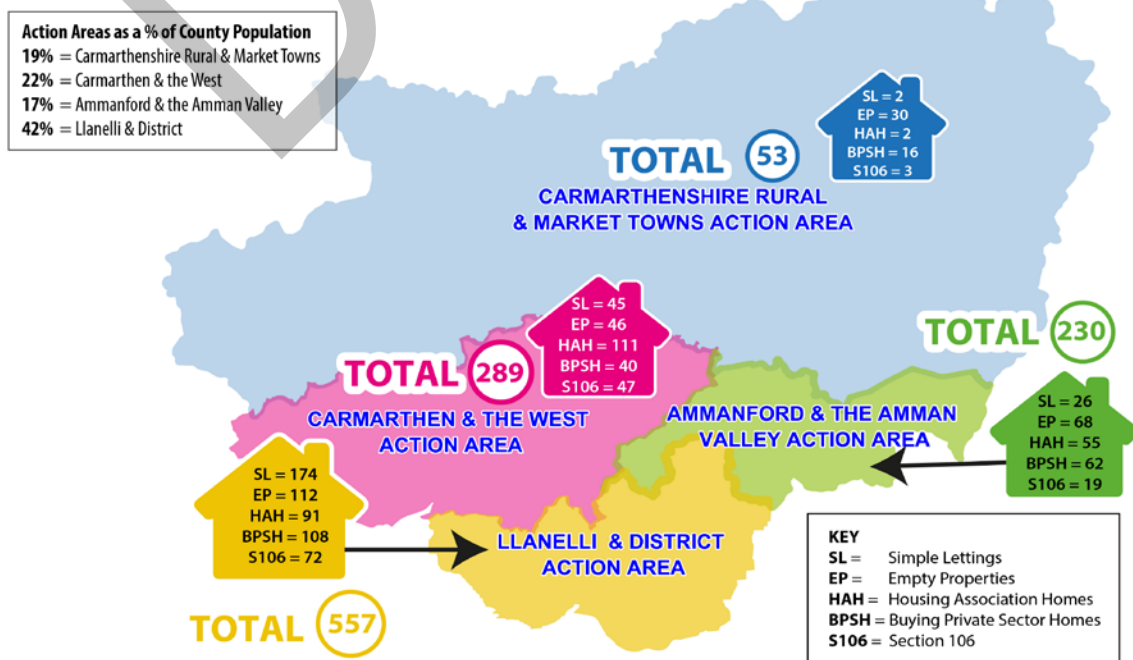 Action Areas as a % of County Population
19% = Carmarthenshire Rural & Market Towns
22% = Carmarthen & the West
17% = Ammanford & the Amman Valley
42% = Llanelli & District
SL = 2
EP = 30
HAH = 2
BPSH = 16
S106 = 3
TOTAL 53
CARMARTHENSHIRE RURAL
& MARKET TOWNS ACTION AREA
SL = 45
EP = 46
HAH = 111
BPSH = 40
S106 = 47
TOTAL 289
CARMARTHEN & THE WEST
ACTION AREA
TOTAL 230
SL = 26
EP = 68
HAH = 55
BPSH = 62
S106 = 19
AMMANFORD & THE AMMAN
VALLEY ACTION AREA
SL = 174
EP = 112
HAH = 91
BPSH = 108
S106 = 72
LLANELLI & DISTRICT
ACTION AREA
TOTAL 557
KEY
SL = Simple Lettings
EP = Empty Properties
HAH = Housing Association Homes
BPSH = Buying Private Sector Homes
S106 = Section 106